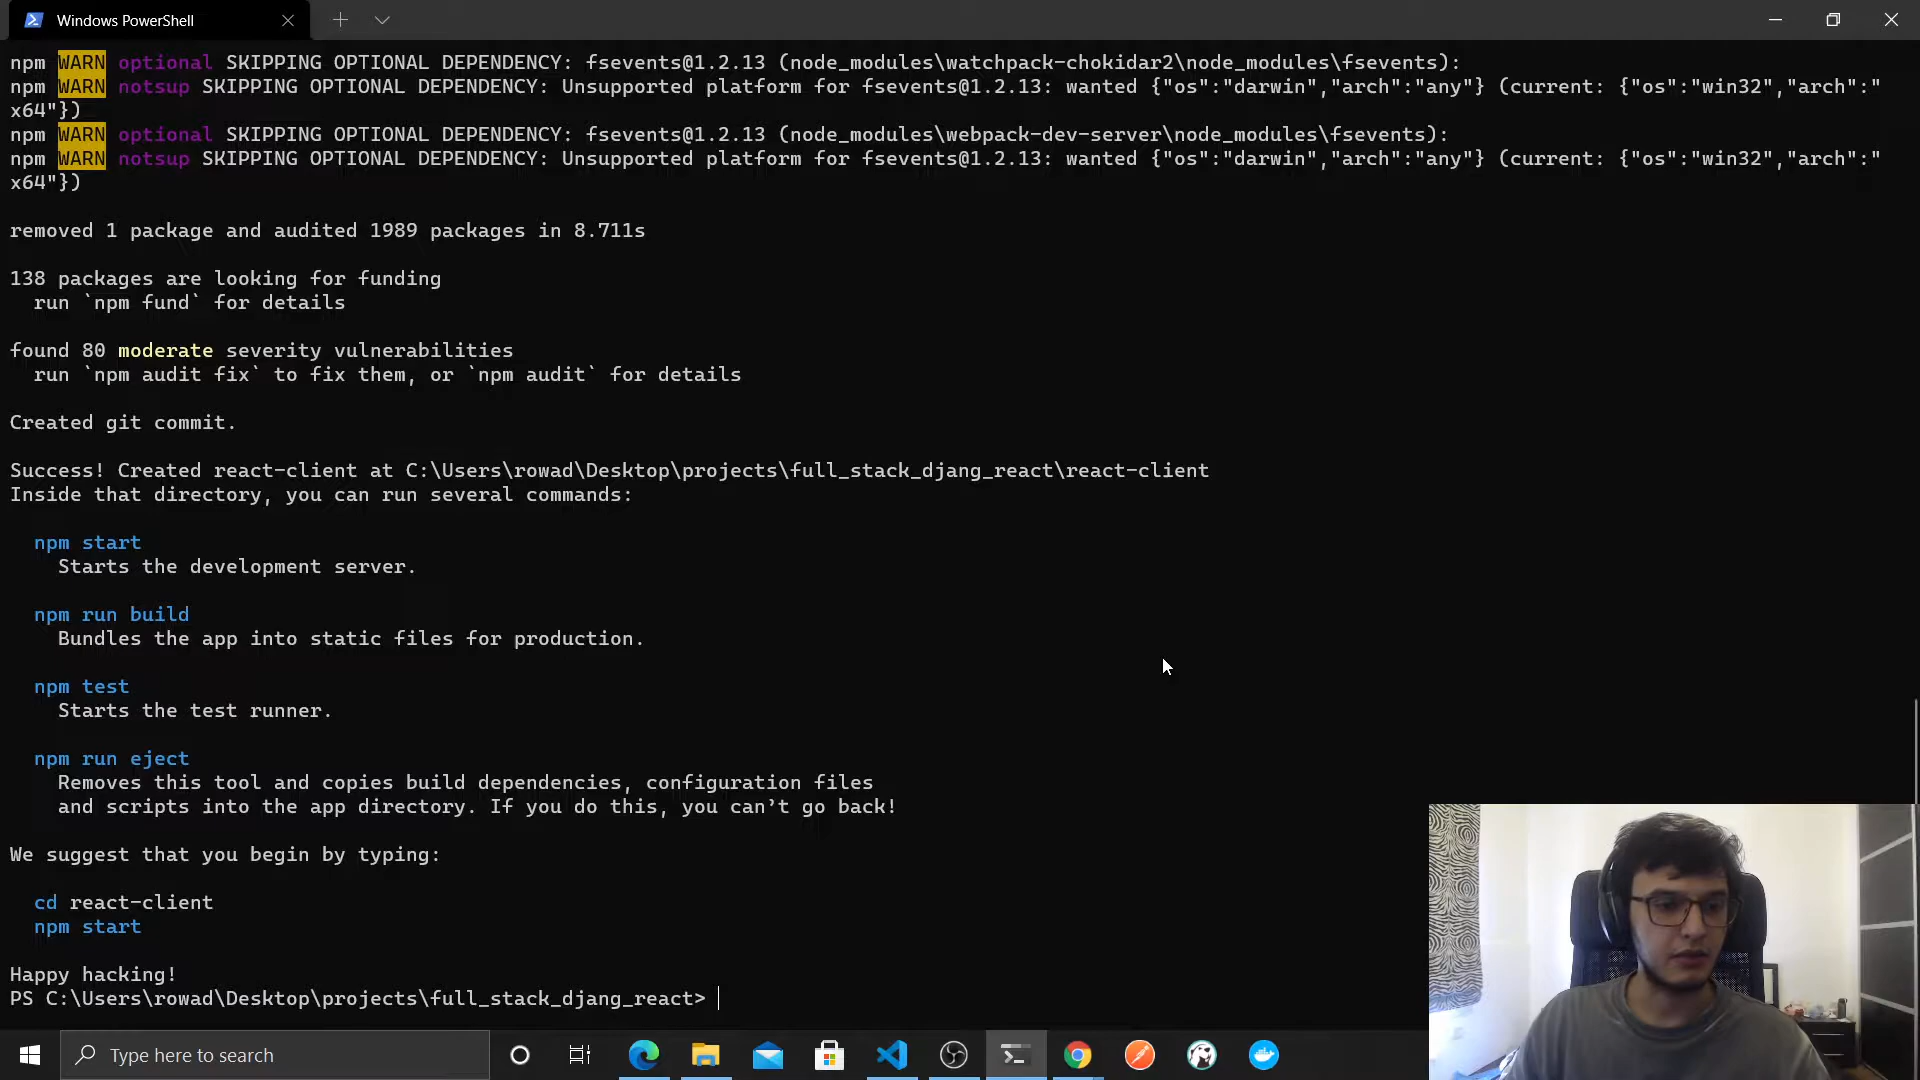 Windows PowerShell
npm WARN optional SKIPPING OPTIONAL DEPENDENCY: fsevents@1.2.13 (node_modules\watchpack-chokidar2\node_modules\fsevents):
npm WARN notsup SKIPPING OPTIONAL DEPENDENCY: Unsupported platform for fsevents@1.2.13: wanted {"os":"darwin","arch":"any"} (current: {"os":"win32","arch":"
x64"})
npm WARN optional SKIPPING OPTIONAL DEPENDENCY: fsevents@1.2.13 (node_modules\webpack-dev-server\node_modules\fsevents):
npm WARN notsup SKIPPING OPTIONAL DEPENDENCY: Unsupported platform for fsevents@1.2.13: wanted {"os":"darwin","arch":"any"} (current: {"os":"win32","arch":"
x64"})
removed 1 package and audited 1989 packages in 8.711s
138 packages are looking for funding
run `npm fund` for details
found 80 moderate severity vulnerabilities
run `npm audit fix` to fix them, or `npm audit` for details
Created git commit.
Success! Created react-client at C:\Users\rowad\Desktop\projects\full_stack_djang_react\react-client
Inside that directory, you can run several commands:
npm start
Starts the development server.
npm run build
Bundles the app into static files for production.
npm test
Starts the test runner.
npm run eject
Removes this tool and copies build dependencies, configuration files
and scripts into the app directory. If you do this, you can’t go back!
We suggest that you begin by typing:
cd react-client
npm start
Happy hacking!
PS C:\Users\rowad\Desktop\projects\full_stack_djang_react>
Type here to search